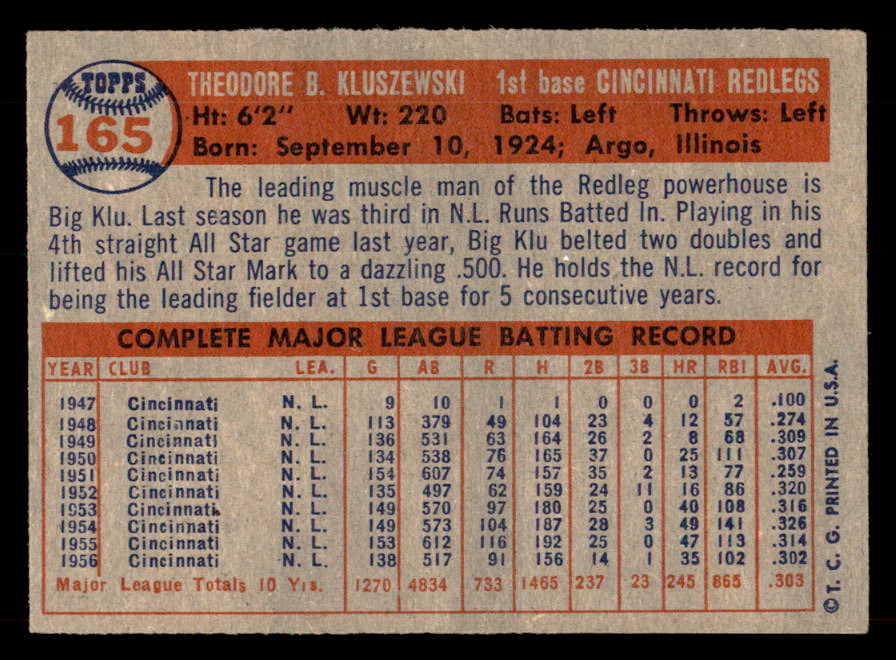 TOPPS
165
THEODORE B. KLUSZEWSKI 1st base CINCINNATI REDLEGS
Ht: 6'2" Wt: 220 Bats: Left Throws: Left
Born: September 10, 1924; Argo, Illinois
The leading muscle man of the Redleg powerhouse is
Big Klu. Last season he was third in N.L. Runs Batted In. Playing in his
4th straight All Star game last year, Big Klu belted two doubles and
lifted his All Star Mark to a dazzling .500. He holds the N.L. record for
being the leading fielder at 1st base for 5 consecutive years.
COMPLETE MAJOR LEAGUE BATTING RECORD
YEAR CLUB LEA. G AB R H 2B 3B HR RBI AVG.
1947 Cincinnati N. L. 9 10 1 1 0 0 0 2 .100
1948 Cincinnati N. L. 113 379 49 104 23 4 12 57 .274
1949 Cincinnati N. L. 136 531 63 164 26 2 8 68 .309
1950 Cincinnati N. L. 134 538 76 165 37 0 25 111 .307
1951 Cincinnati N. L. 154 607 74 157 35 2 13 77 .259
1952 Cincinnati N. L. 135 497 62 159 24 11 16 86 .320
1953 Cincinnati N. L. 149 570 97 180 25 0 40 108 .316
1954 Cincinnati N. L. 149 573 104 187 28 3 49 141 .326
1955 Cincinnati N. L. 153 612 116 192 25 0 47 113 .314
1956 Cincinnati N. L. 138 517 91 156 14 1 35 102 .302
Major League Totals 10 Yrs. 1270 4834 733 1465 237 23 245 865 .303
© T. C. G. PRINTED IN U.S.A.